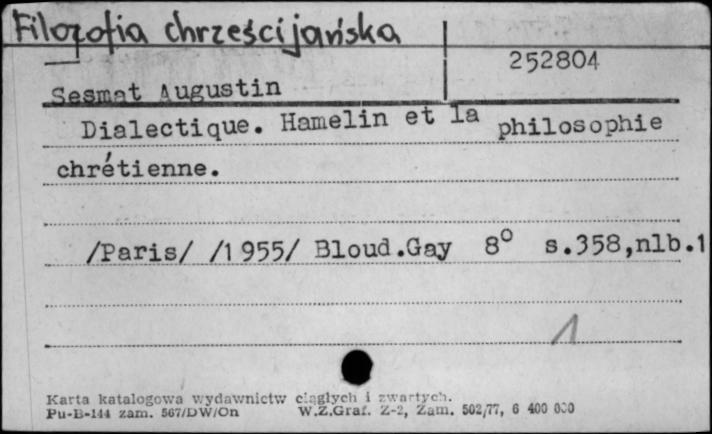 Filozofia chrześcijańska
252804
Sesmat Augustin
Dialectique. Hamelin et la philosophie
chrétienne.
/Paris/ /1955/ Bloud.Gay 8° s.358,nlb.1
1
Karta katalogowa wydawnictw ciągłych i zwartych.
Pu-B-144 zam. 567/DW/On W.Z.Graf. Z-2, Zam. 502/77, 6 400 000